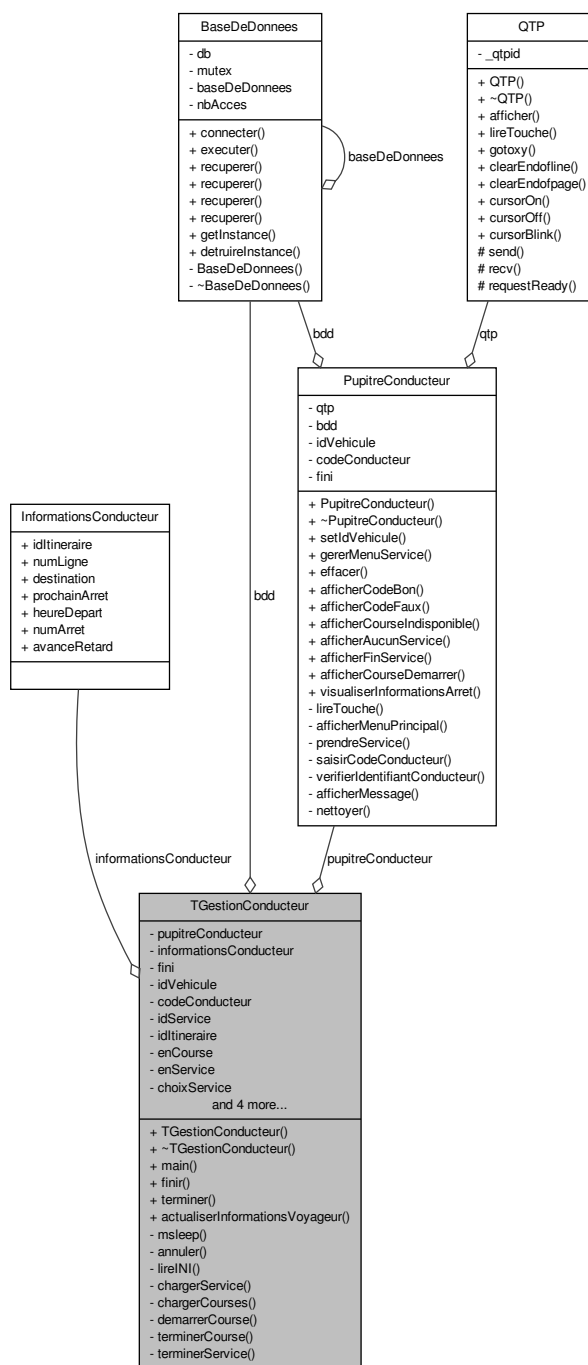 BaseDeDonnees
- db
- mutex
- baseDeDonnees
- nbAcces
+ connecter()
+ executer()
+ recuperer()
+ recuperer()
+ recuperer()
+ recuperer()
+ getInstance()
+ detruireInstance()
- BaseDeDonnees()
- ~BaseDeDonnees()
baseDeDonnees
QTP
- _qtpid
+ QTP()
+ ~QTP()
+ afficher()
+ lireTouche()
+ gotoxy()
+ clearEndofline()
+ clearEndofpage()
+ cursorOn()
+ cursorOff()
+ cursorBlink()
# send()
# recv()
# requestReady()
bdd
qtp
PupitreConducteur
- qtp
- bdd
- idVehicule
- codeConducteur
- fini
+ PupitreConducteur()
+ ~PupitreConducteur()
+ setIdVehicule()
+ gererMenuService()
+ effacer()
+ afficherCodeBon()
+ afficherCodeFaux()
+ afficherCourseIndisponible()
+ afficherAucunService()
+ afficherFinService()
+ afficherCourseDemarrer()
+ visualiserInformationsArret()
- lireTouche()
- afficherMenuPrincipal()
- prendreService()
- saisirCodeConducteur()
- verifierIdentifiantConducteur()
- afficherMessage()
- nettoyer()
InformationsConducteur
+ idItineraire
+ numLigne
+ destination
+ prochainArret
+ heureDepart
+ numArret
+ avanceRetard
bdd
informationsConducteur
pupitreConducteur
TGestionConducteur
- pupitreConducteur
- informationsConducteur
- fini
- idVehicule
- codeConducteur
- idService
- idItineraire
- enCourse
- enService
- choixService
and 4 more...
+ TGestionConducteur()
+ ~TGestionConducteur()
+ main()
+ finir()
+ terminer()
+ actualiserInformationsVoyageur()
- msleep()
- annuler()
- lireINI()
- chargerService()
- chargerCourses()
- demarrerCourse()
- terminerCourse()
- terminerService()